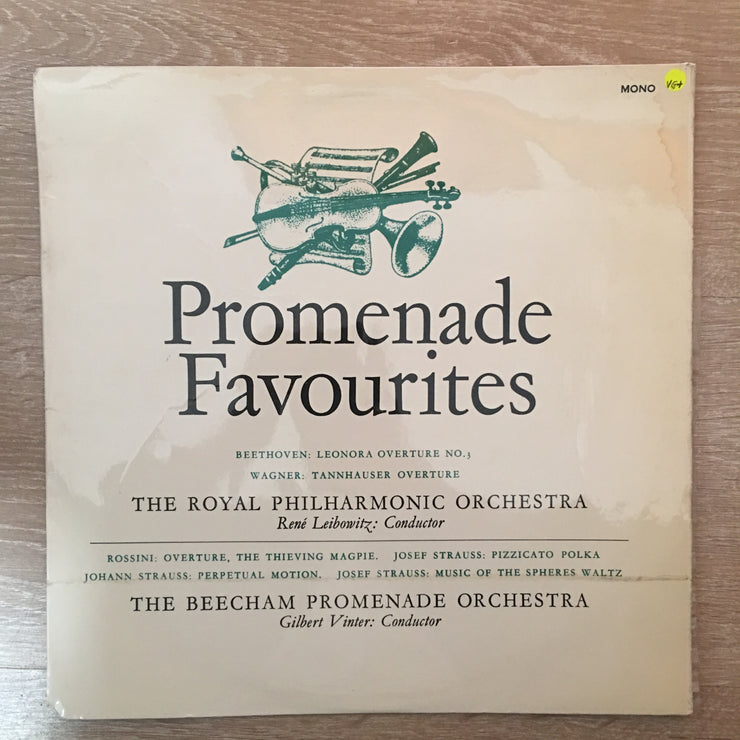 MONO VG+
Promenade
Favourites
BEETHOVEN: LEONORA OVERTURE NO.3
WAGNER: TANNHAUSER OVERTURE
THE ROYAL PHILHARMONIC ORCHESTRA
René Leibowitz: Conductor
ROSSINI: OVERTURE, THE THIEVING MAGPIE. JOSEF STRAUSS: PIZZICATO POLKA
JOHANN STRAUSS: PERPETUAL MOTION. JOSEF STRAUSS: MUSIC OF THE SPHERES WALTZ
THE BEECHAM PROMENADE ORCHESTRA
Gilbert Vinter: Conductor